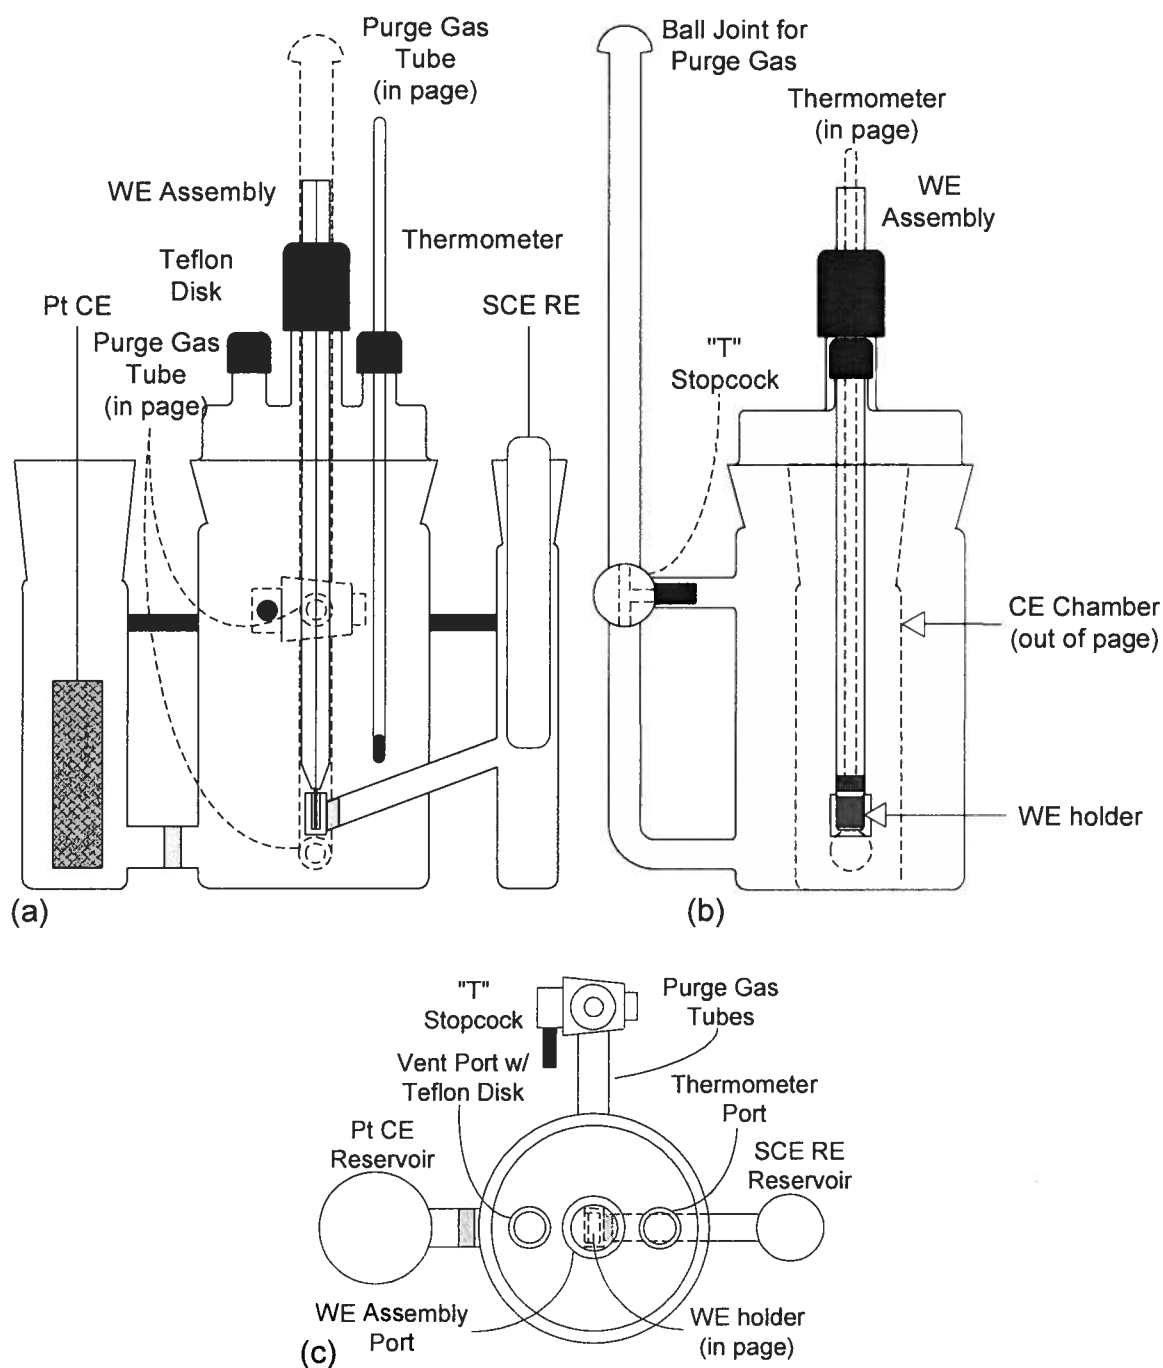 Purge Gas
Tube
(in page)
WE Assembly
Thermometer
Teflon
Disk
Pt CE
SCE RE
Purge Gas
Tube
(in page)
(a)
Ball Joint for
Purge Gas
Thermometer
(in page)
WE
Assembly
"T"
Stopcock
CE Chamber
(out of page)
WE holder
(b)
"T"
Stopcock
Purge Gas
Tubes
Vent Port w/
Teflon Disk
Thermometer
Port
Pt CE
Reservoir
SCE RE
Reservoir
WE Assembly
Port
WE holder
(in page)
(c)